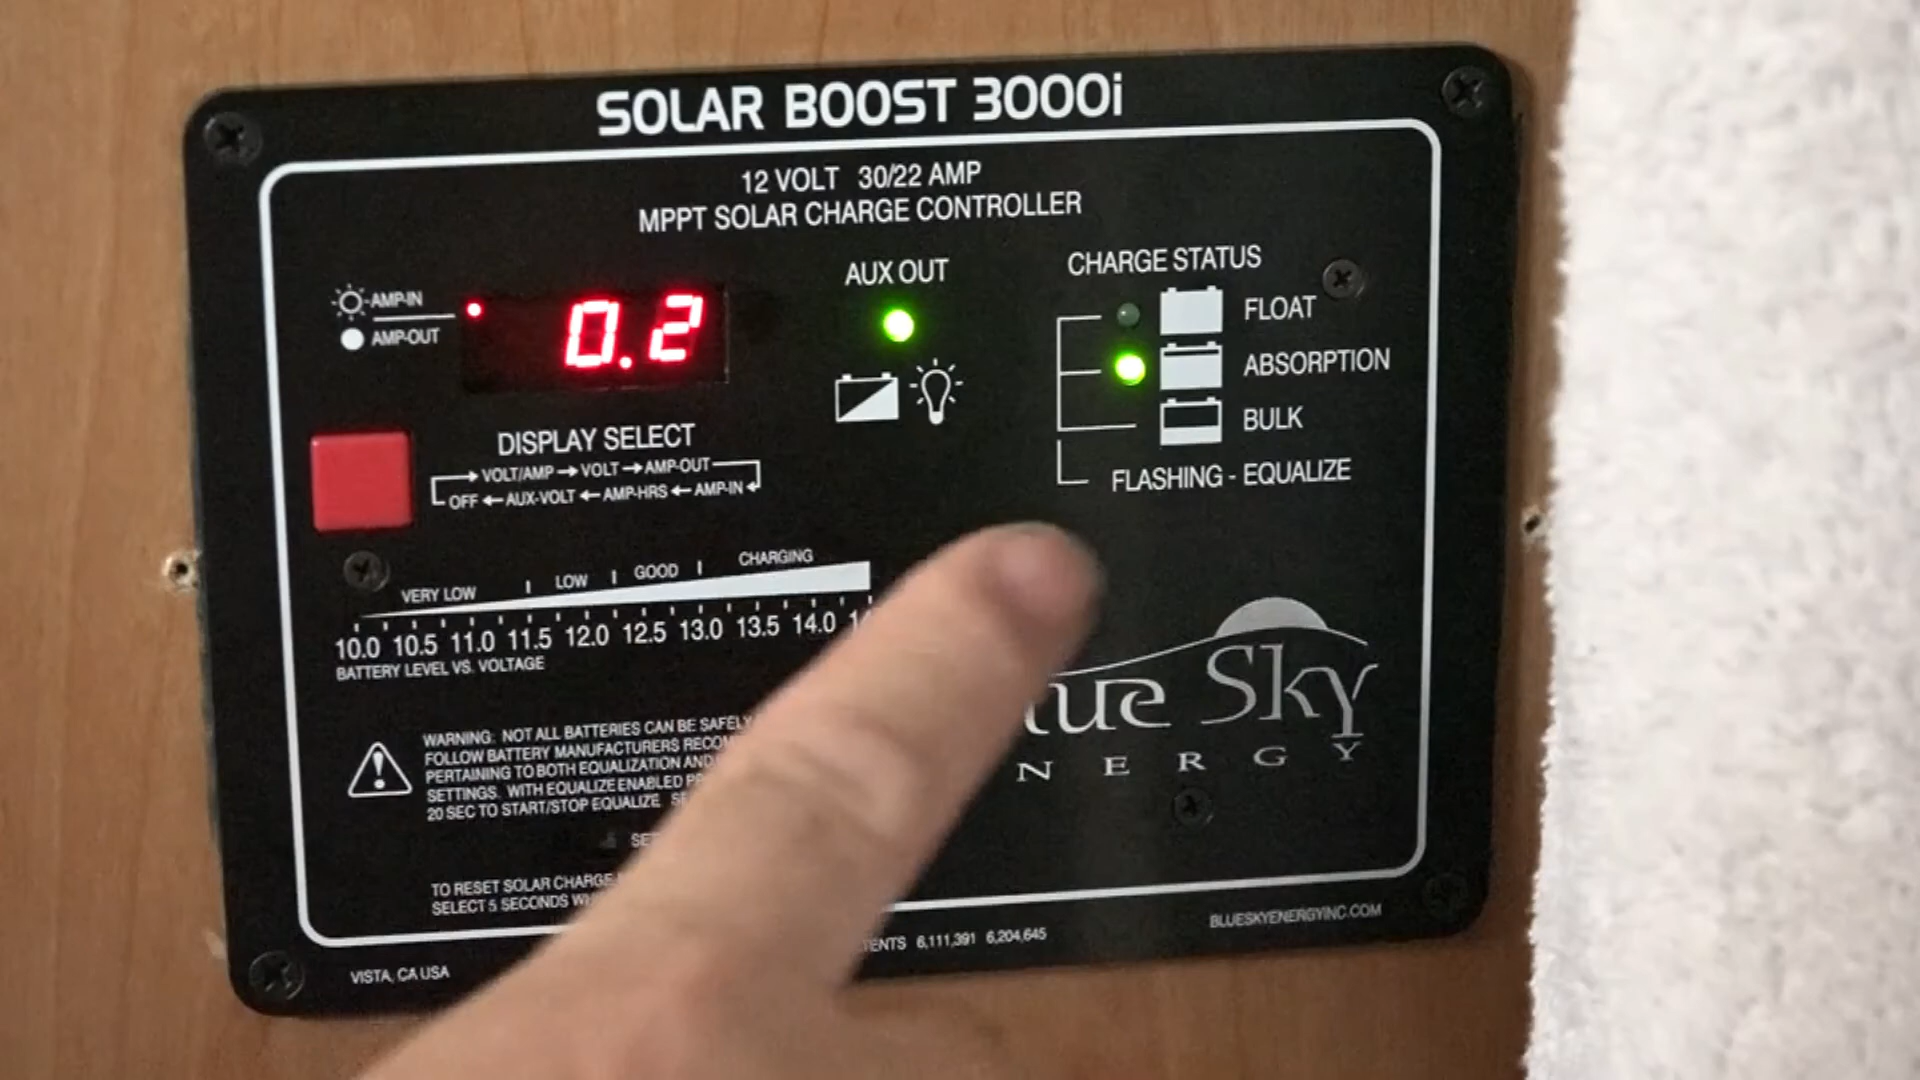 SOLAR BOOST 3000i
12 VOLT 30/22 AMP
MPPT SOLAR CHARGE CONTROLLER
AMP-IN
AMP-OUT
0.2
AUX OUT
CHARGE STATUS
FLOAT
ABSORPTION
BULK
FLASHING - EQUALIZE
DISPLAY SELECT
VOLT/AMP → VOLT → AMP-OUT
OFF ← AUX-VOLT ← AMP-HRS ← AMP-IN
VERY LOW LOW GOOD CHARGING
10.0 10.5 11.0 11.5 12.0 12.5 13.0 13.5 14.0
BATTERY LEVEL VS. VOLTAGE
WARNING: NOT ALL BATTERIES CAN BE SAFELY
FOLLOW BATTERY MANUFACTURERS
PERTAINING TO BOTH EQUALIZATION AND
SETTINGS. WITH EQUALIZE ENABLED
20 SEC TO START/STOP EQUALIZE.
TO RESET SOLAR CHARGE
SELECT 5 SECONDS
Sky
6,111,391 6,204,645
BLUESKYENERGYINC.COM
VISTA, CA USA